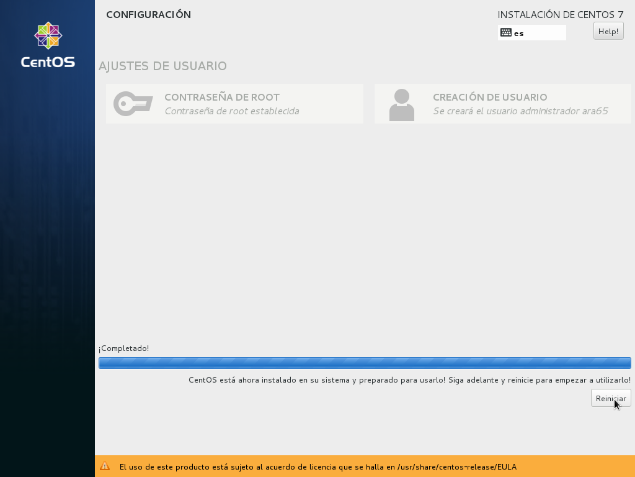 CONFIGURACIÓN
INSTALACIÓN DE CENTOS 7
es
Help!
CentOS
AJUSTES DE USUARIO
CONTRASEÑA DE ROOT
Contraseña de root establecida
CREACIÓN DE USUARIO
Se creará el usuario administrador ara65
¡Completado!
CentOS está ahora instalado en su sistema y preparado para usarlo! Siga adelante y reinicie para empezar a utilizarlo!
Reiniciar
El uso de este producto está sujeto al acuerdo de licencia que se halla en /usr/share/centos-release/EULA